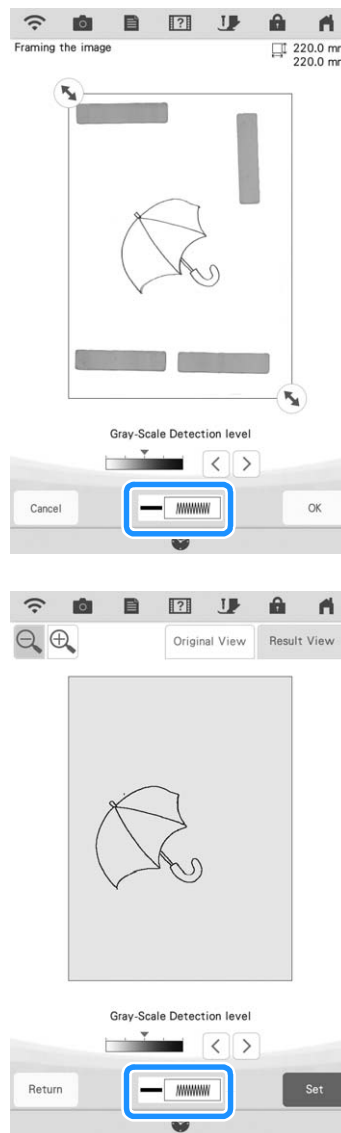 Framing the image
220.0 mm
220.0 mm
Gray-Scale Detection level
Cancel
OK
Original View
Result View
Gray-Scale Detection level
Return
Set